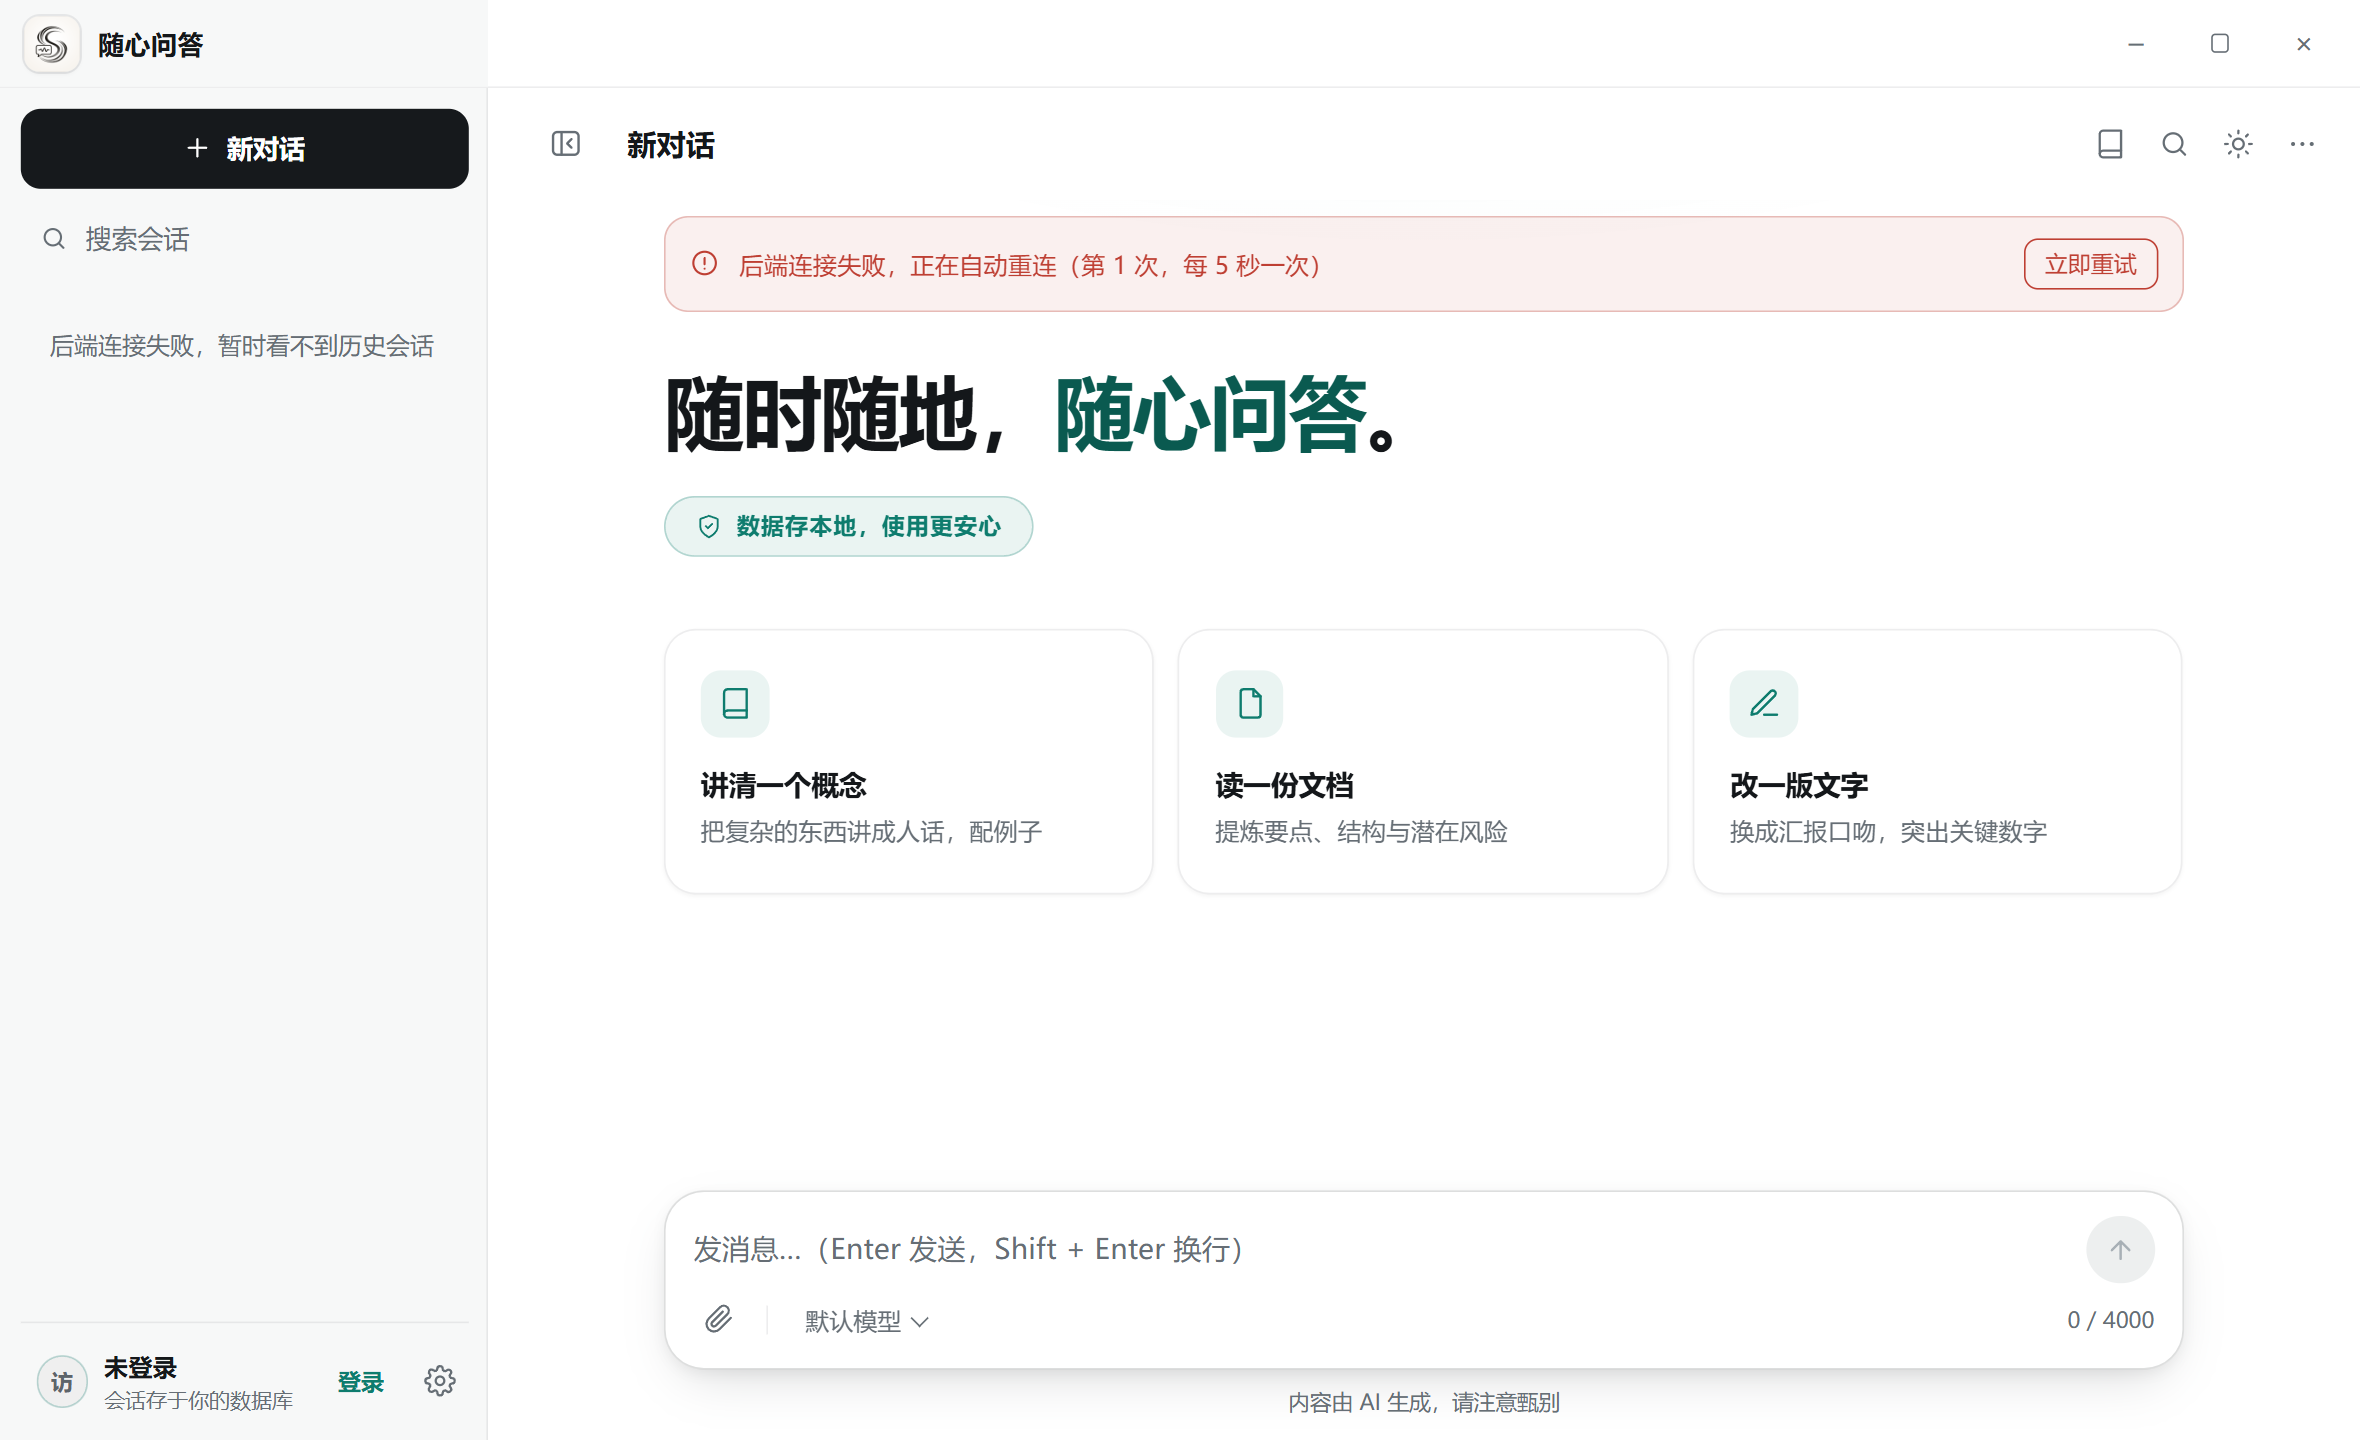 随心问答
新对话
搜索会话
后端连接失败，暂时看不到历史会话
访
未登录
会话存于你的数据库
登录
新对话
后端连接失败，正在自动重连（第 1 次，每 5 秒一次）
立即重试
随时随地，随心问答。
数据存本地，使用更安心
讲清一个概念
把复杂的东西讲成人话，配例子
读一份文档
提炼要点、结构与潜在风险
改一版文字
换成汇报口吻，突出关键数字
发消息...（Enter 发送，Shift + Enter 换行）
默认模型
0 / 4000
内容由 AI 生成，请注意甄别